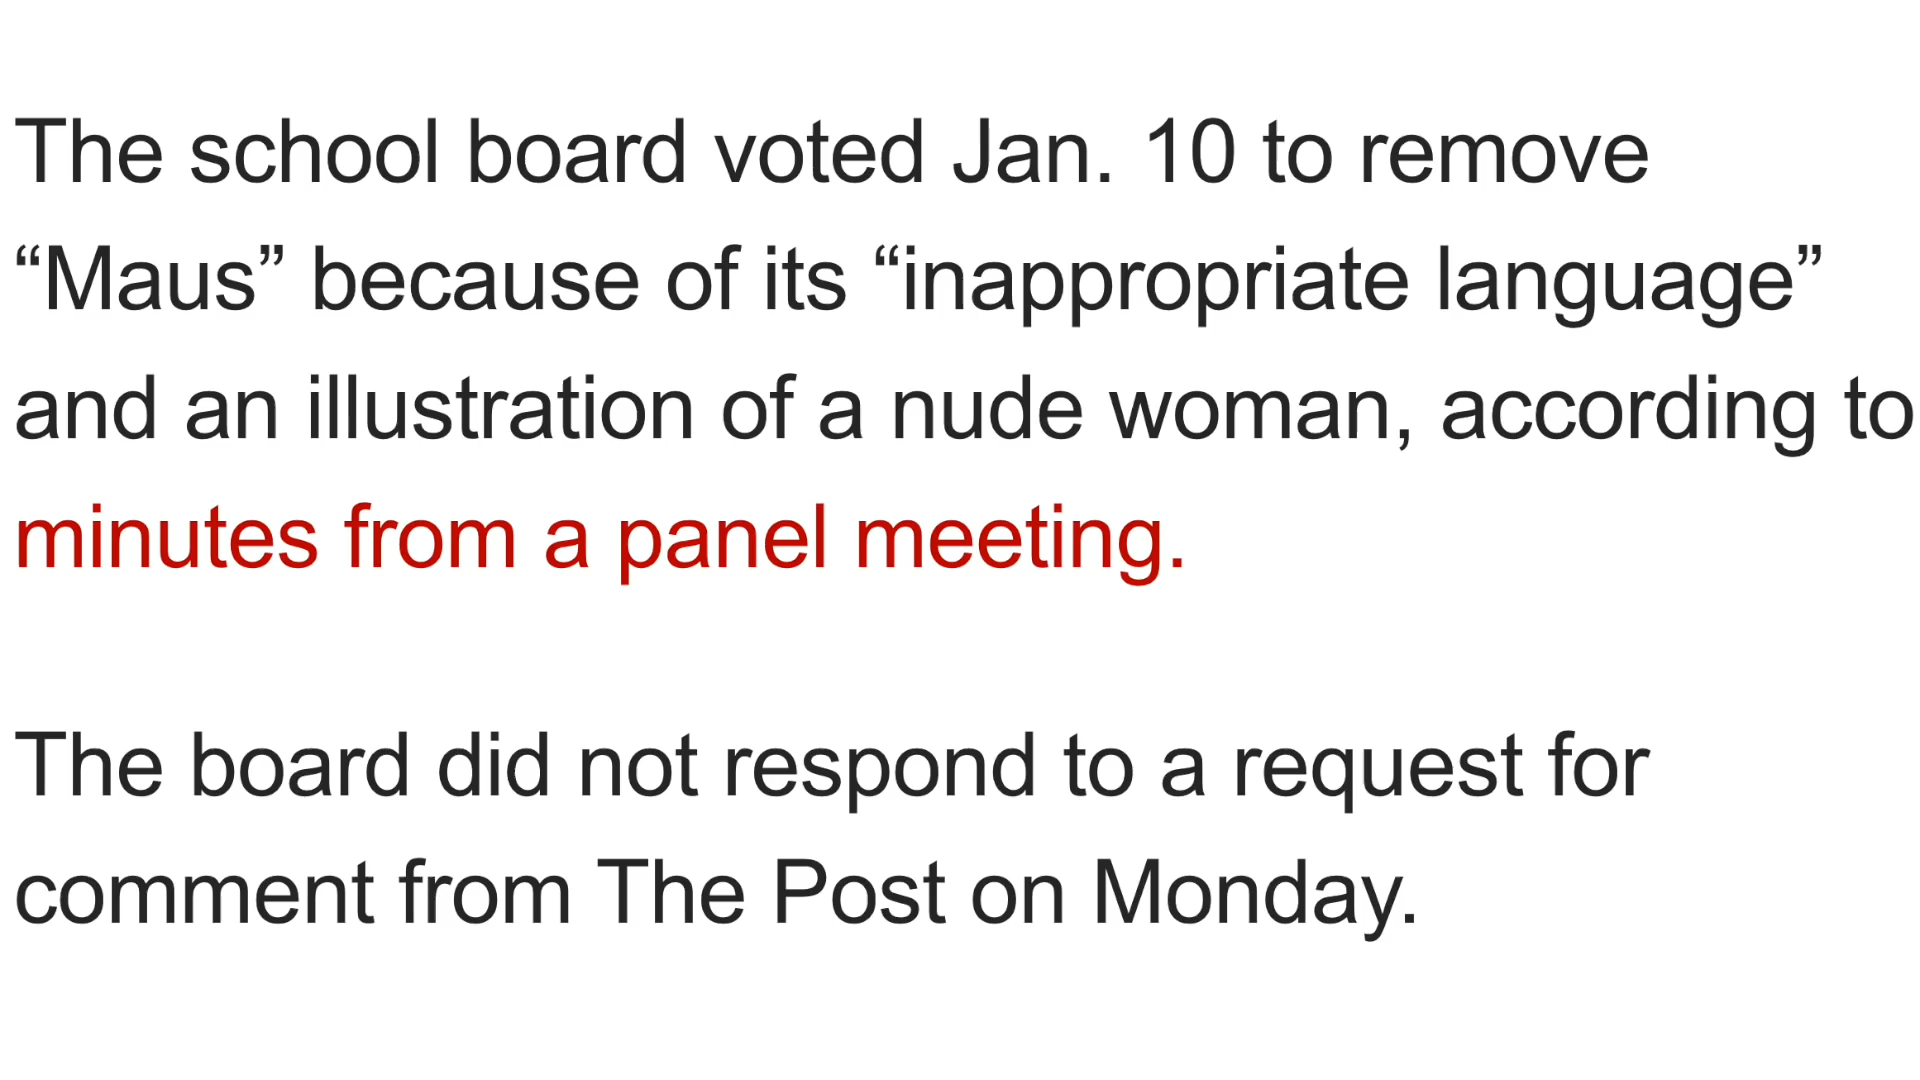 The school board voted Jan. 10 to remove
“Maus” because of its “inappropriate language”
and an illustration of a nude woman, according to
minutes from a panel meeting.
The board did not respond to a request for
comment from The Post on Monday.